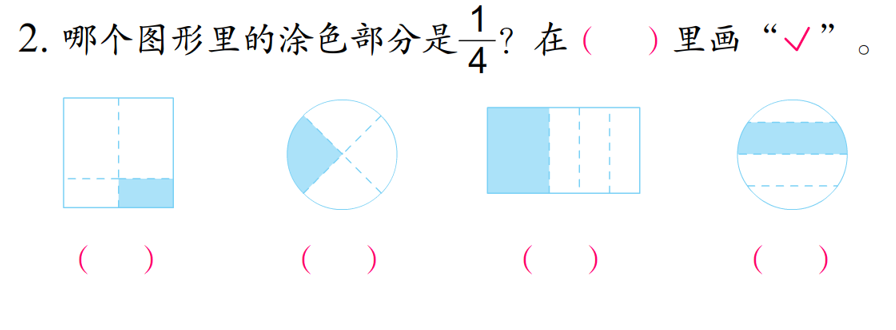 2. 哪个图形里的涂色部分是1/4？在（　　）里画“✓”。
（　　）　（　　）　（　　）　（　　）